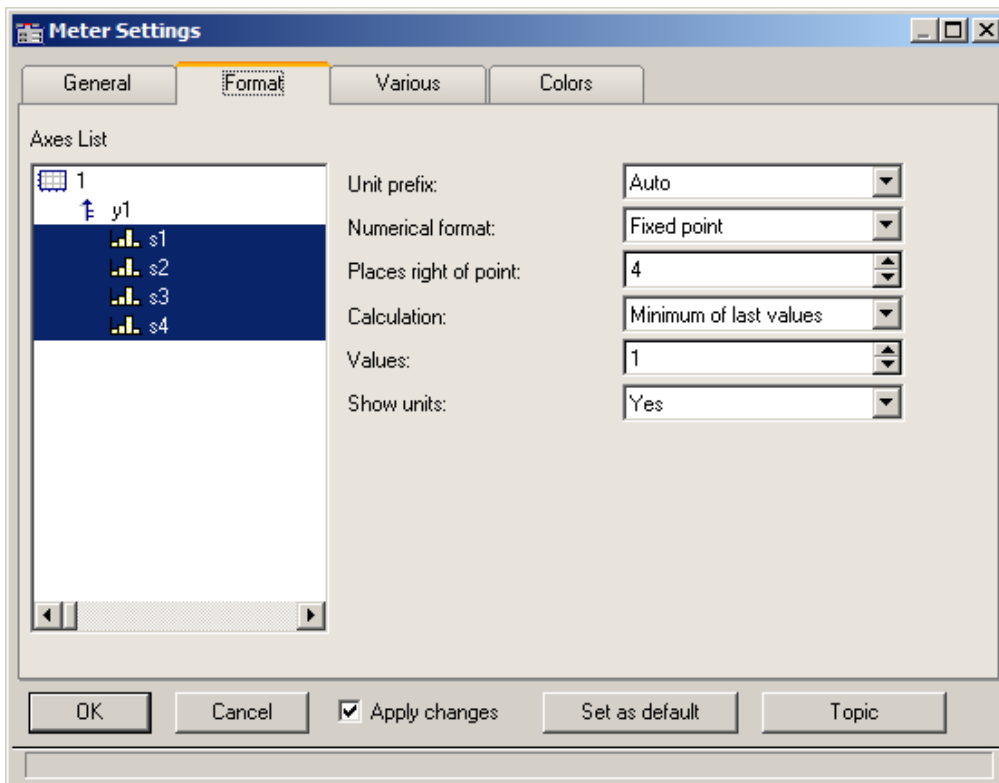 Meter Settings
General Format Various Colors
Axes List
1
y1
s1
s2
s3
s4
Unit prefix: Auto
Numerical format: Fixed point
Places right of point: 4
Calculation: Minimum of last values
Values: 1
Show units: Yes
OK Cancel Apply changes Set as default Topic